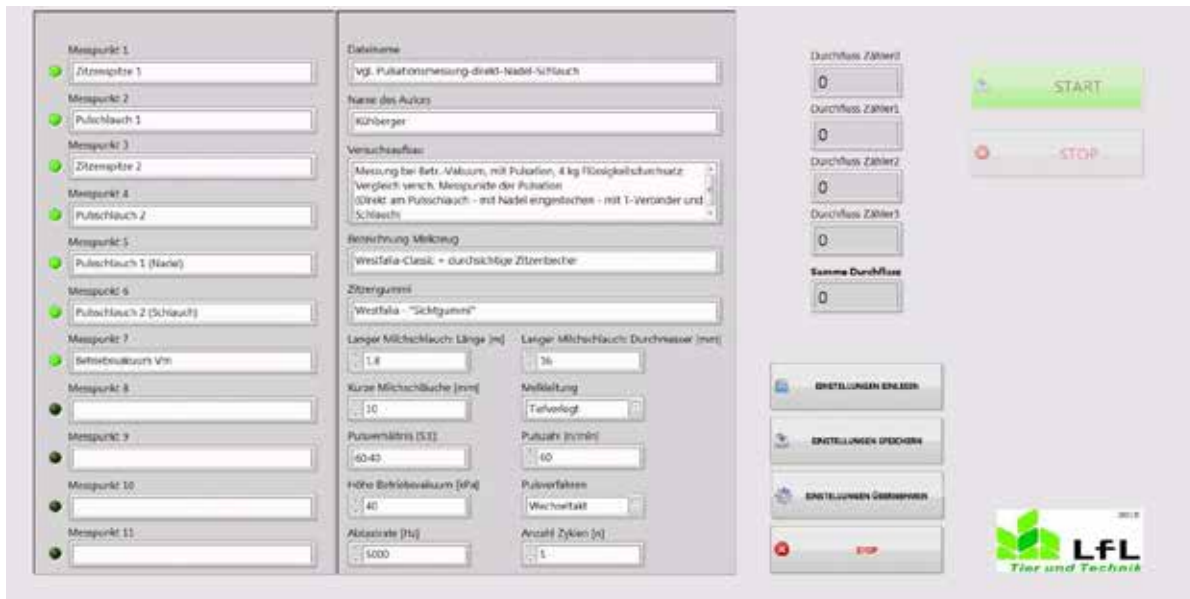 Messpunkt 1
Zitzenspitze 1
Messpunkt 2
Pulschlauch 1
Messpunkt 3
Zitzenspitze 2
Messpunkt 4
Pulsschlauch 2
Messpunkt 5
Pulsschlauch 1 (Nadel)
Messpunkt 6
Pulsschlauch 2 (Schlauch)
Messpunkt 7
Betriebsvakuum Vm
Messpunkt 8
Messpunkt 9
Messpunkt 10
Messpunkt 11
Dateiname
Vgl. Pulsationsmessung-direkt-Nadel-Schlauch
Name des Autors
Kühberger
Versuchsaufbau
Messung bei Betr.-Vakuum, mit Pulsation, 4 kg Flüssigkeitsdurchsatz
Vergleich versch. Messpunkte der Pulsation
(Direkt am Pulsschlauch - mit Nadel eingestochen - mit T-Verbinder und
Schlauch)
Bezeichnung Melkzeug
Westfalia-Classic + durchsichtige Zitzenbecher
Zitzengummi
Westfalia - "Sichtgummi"
Langer Milchschlauch: Länge [m]
1.8
Langer Milchschlauch: Durchmesser [mm]
16
Kurze Milchschläuche [mm]
10
Melkleitung
Tiefverlegt
Pulsverhältnis [S3]
60:40
Pulszahl [n/min]
60
Höhe Betriebsvakuum [kPa]
40
Pulsverfahren
Wechseltakt
Abtastrate [Hz]
5000
Anzahl Zyklen [n]
5
Durchfluss Zähler0
0
Durchfluss Zähler1
0
Durchfluss Zähler2
0
Durchfluss Zähler3
0
Summe Durchfluss
0
START
STOP
EINSTELLUNGEN EINLESEN
EINSTELLUNGEN SPEICHERN
EINSTELLUNGEN ÜBERNEHMEN
STOP
LfL
Tier und Technik